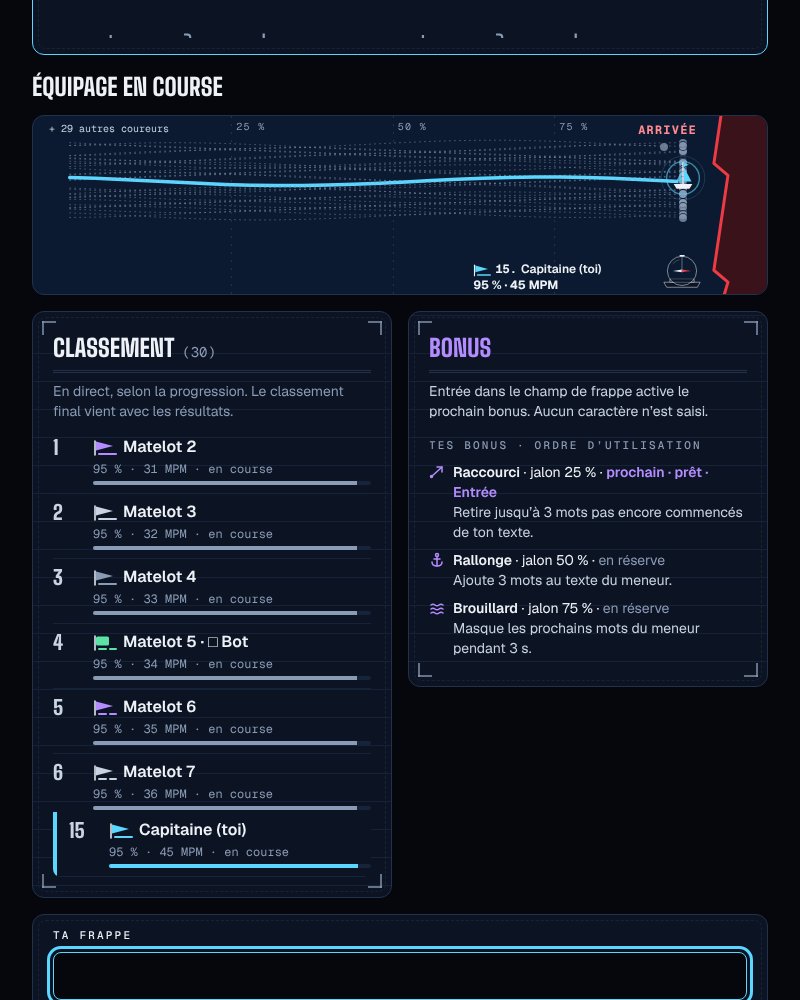 ÉQUIPAGE EN COURSE
+ 29 autres coureurs
25 %
50 %
75 %
ARRIVÉE
15. Capitaine (toi)
95 % · 45 MPM
CLASSEMENT (30)
En direct, selon la progression. Le classement
final vient avec les résultats.
1 Matelot 2
95 % · 31 MPM · en course
2 Matelot 3
95 % · 32 MPM · en course
3 Matelot 4
95 % · 33 MPM · en course
4 Matelot 5 · □ Bot
95 % · 34 MPM · en course
5 Matelot 6
95 % · 35 MPM · en course
6 Matelot 7
95 % · 36 MPM · en course
15 Capitaine (toi)
95 % · 45 MPM · en course
BONUS
Entrée dans le champ de frappe active le
prochain bonus. Aucun caractère n’est saisi.
TES BONUS · ORDRE D'UTILISATION
Raccourci · jalon 25 % · prochain · prêt ·
Entrée
Retire jusqu’à 3 mots pas encore commencés
de ton texte.
Rallonge · jalon 50 % · en réserve
Ajoute 3 mots au texte du meneur.
Brouillard · jalon 75 % · en réserve
Masque les prochains mots du meneur
pendant 3 s.
TA FRAPPE